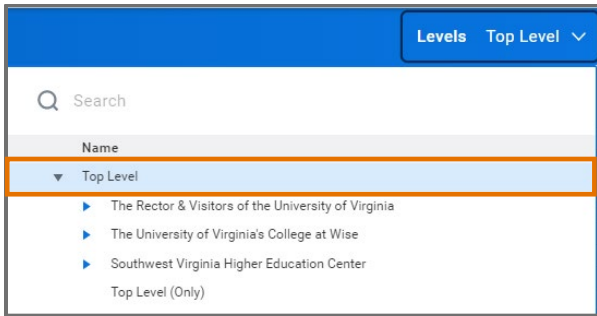 Levels Top Level
Search
Name
Top Level
The Rector & Visitors of the University of Virginia
The University of Virginia's College at Wise
Southwest Virginia Higher Education Center
Top Level (Only)